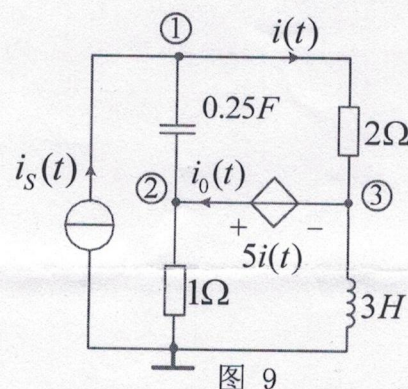 ① i(t)
0.25F
2Ω
i_S(t) ② i_0(t) ③
+ −
5i(t)
1Ω
3H
图 9